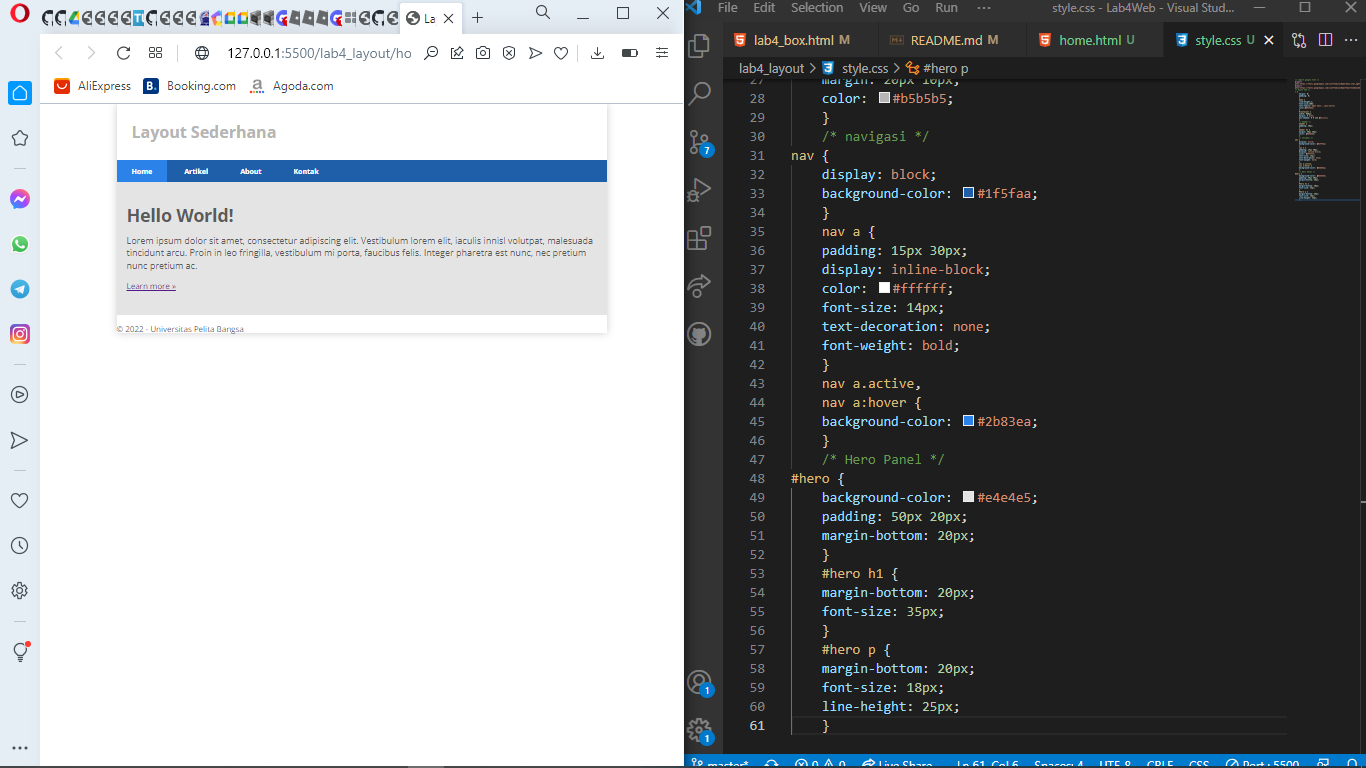 La
127.0.0.1:5500/lab4_layout/ho
AliExpress
B.
Booking.com
a
Agoda.com
Layout Sederhana
Home
Artikel
About
Kontak
Hello World!
Lorem ipsum dolor sit amet, consectetur adipiscing elit. Vestibulum lorem elit, iaculis innisl volutpat, malesuada
tincidunt arcu. Proin in leo fringilla, vestibulum mi porta, faucibus felis. Integer pharetra est nunc, nec pretium
nunc pretium ac.
Learn more »
© 2022 - Universitas Pelita Bangsa
File Edit Selection View Go Run ··· style.css - Lab4Web - Visual Stud...
lab4_box.html M
README.md M
home.html U
style.css U
lab4_layout > style.css > #hero p
7
1
1
27 margin: 20px 10px;
28 color: #b5b5b5;
29 }
30 /* navigasi */
31 nav {
32 display: block;
33 background-color: #1f5faa;
34 }
35 nav a {
36 padding: 15px 30px;
37 display: inline-block;
38 color: #ffffff;
39 font-size: 14px;
40 text-decoration: none;
41 font-weight: bold;
42 }
43 nav a.active,
44 nav a:hover {
45 background-color: #2b83ea;
46 }
47 /* Hero Panel */
48 #hero {
49 background-color: #e4e4e5;
50 padding: 50px 20px;
51 margin-bottom: 20px;
52 }
53 #hero h1 {
54 margin-bottom: 20px;
55 font-size: 35px;
56 }
57 #hero p {
58 margin-bottom: 20px;
59 font-size: 18px;
60 line-height: 25px;
61 }
master* 0 0 Live Share Ln 61, Col 6 Spaces: 4 UTF-8 CRLF CSS Port : 5500